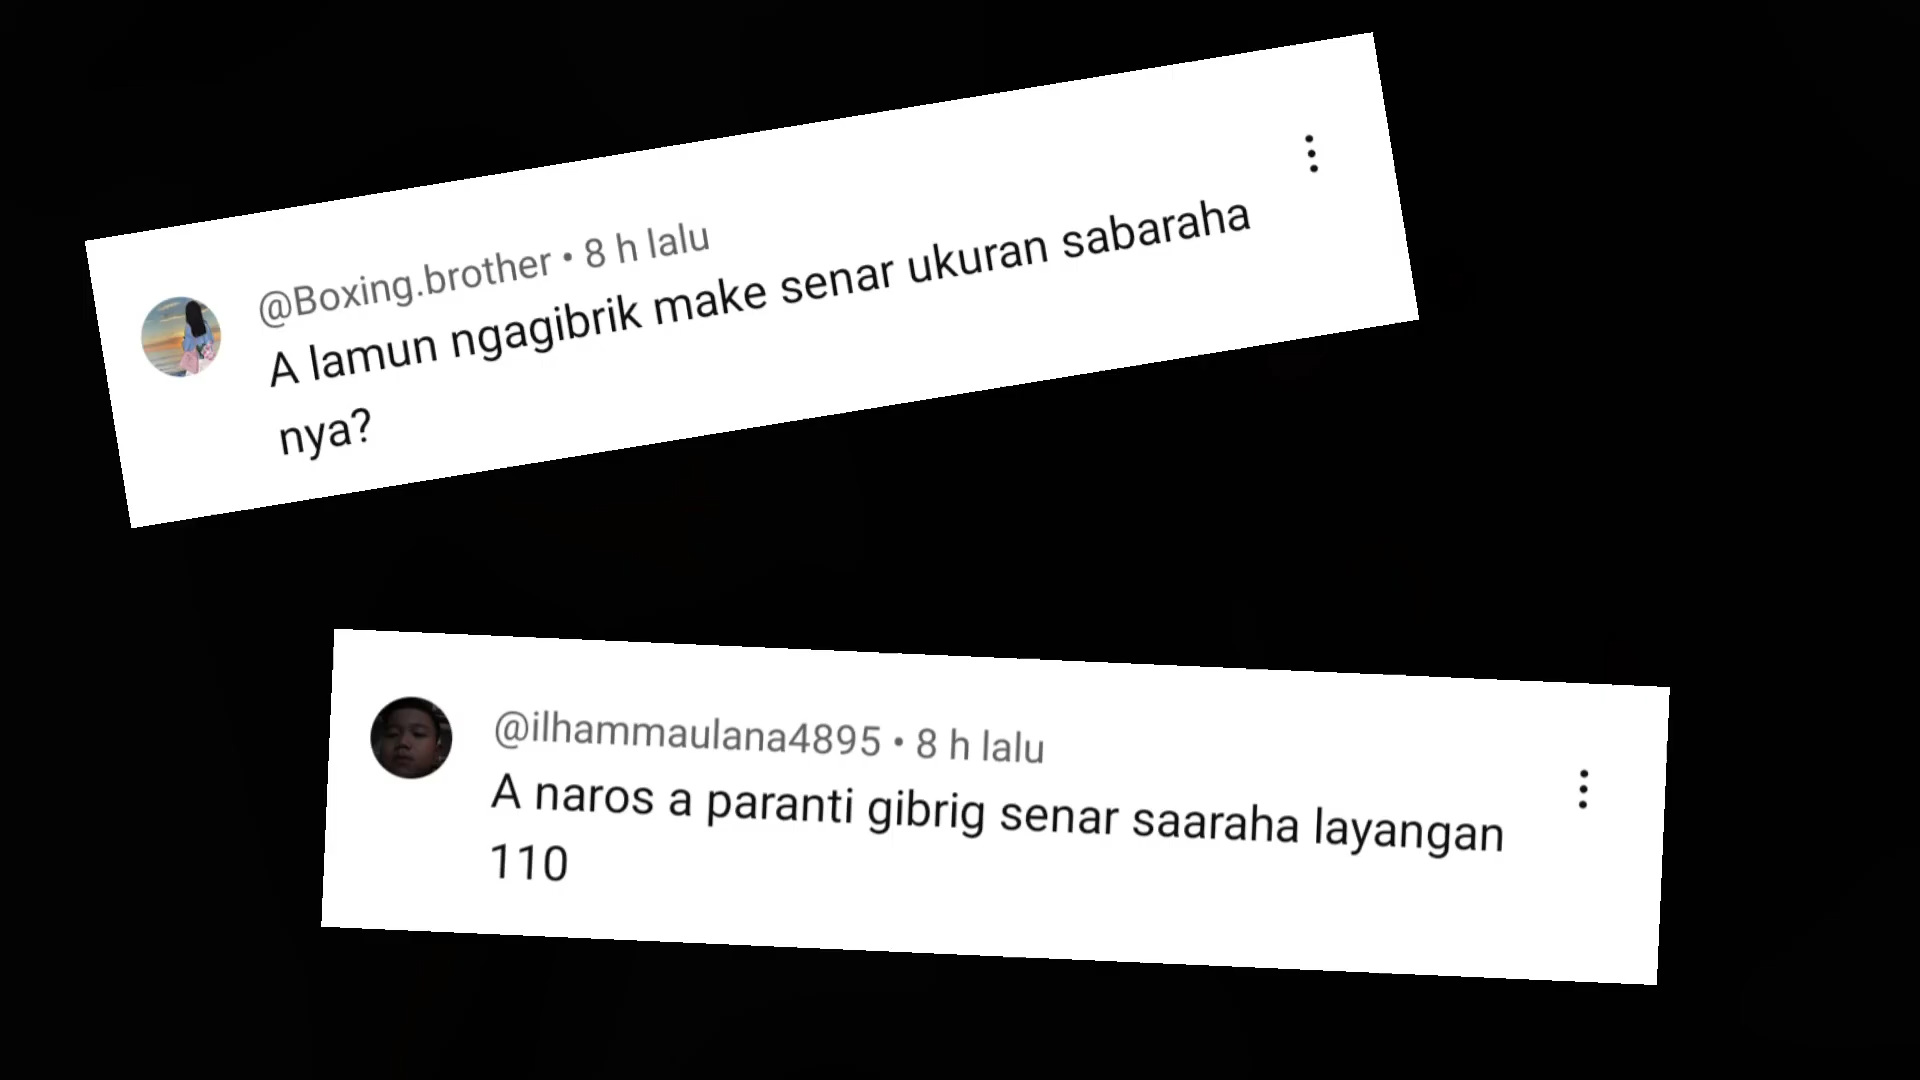 @Boxing.brother • 8 h lalu
A lamun ngagibrik make senar ukuran sabaraha
nya?
@ilhammaulana4895 • 8 h lalu
A naros a paranti gibrig senar saaraha layangan
110